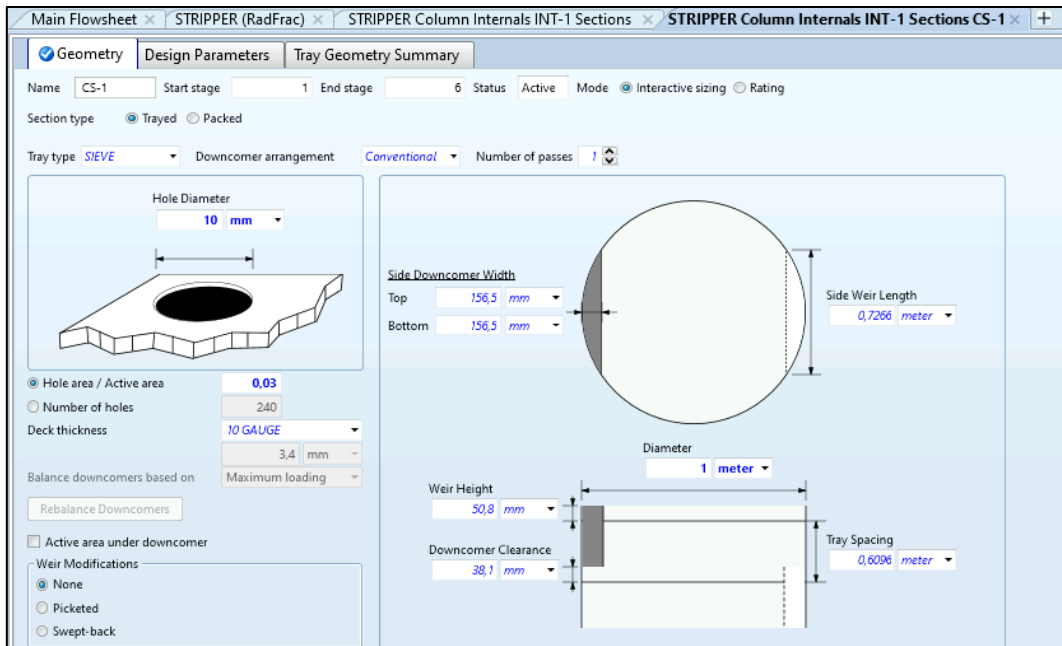 Main Flowsheet × STRIPPER (RadFrac) × STRIPPER Column Internals INT-1 Sections × STRIPPER Column Internals INT-1 Sections CS-1 × +
Geometry Design Parameters Tray Geometry Summary
Name CS-1 Start stage 1 End stage 6 Status Active Mode Interactive sizing Rating
Section type Trayed Packed
Tray type SIEVE Downcomer arrangement Conventional Number of passes 1
Hole Diameter
10 mm
Side Downcomer Width
Top 156,5 mm
Bottom 156,5 mm
Side Weir Length
0,7266 meter
Hole area / Active area 0,03
Number of holes 240
Deck thickness 10 GAUGE
3,4 mm
Balance downcomers based on Maximum loading
Rebalance Downcomers
Active area under downcomer
Weir Modifications
None
Picketed
Swept-back
Diameter
1 meter
Weir Height
50,8 mm
Downcomer Clearance
38,1 mm
Tray Spacing
0,6096 meter